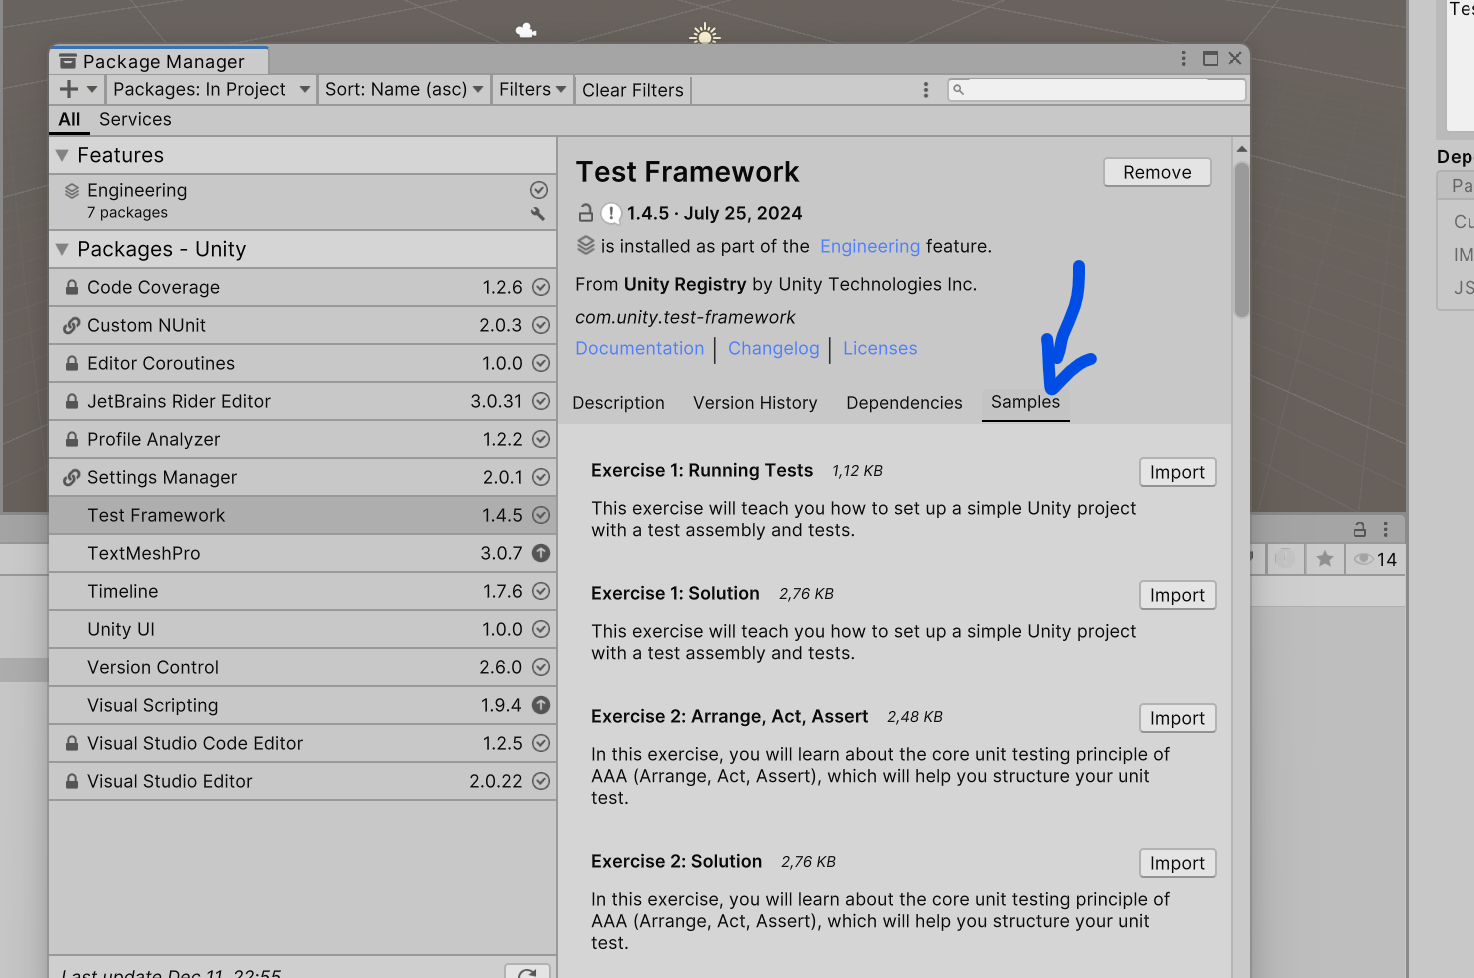 Package Manager
Packages: In Project
Sort: Name (asc)
Filters
Clear Filters
All
Services
Features
Engineering
7 packages
Packages - Unity
Code Coverage 1.2.6
Custom NUnit 2.0.3
Editor Coroutines 1.0.0
JetBrains Rider Editor 3.0.31
Profile Analyzer 1.2.2
Settings Manager 2.0.1
Test Framework 1.4.5
TextMeshPro 3.0.7
Timeline 1.7.6
Unity UI 1.0.0
Version Control 2.6.0
Visual Scripting 1.9.4
Visual Studio Code Editor 1.2.5
Visual Studio Editor 2.0.22
Last update Dec 11, 22:55
Test Framework
Remove
1.4.5 · July 25, 2024
is installed as part of the Engineering feature.
From Unity Registry by Unity Technologies Inc.
com.unity.test-framework
Documentation | Changelog | Licenses
Description Version History Dependencies Samples
Exercise 1: Running Tests 1,12 KB
Import
This exercise will teach you how to set up a simple Unity project
with a test assembly and tests.
Exercise 1: Solution 2,76 KB
Import
This exercise will teach you how to set up a simple Unity project
with a test assembly and tests.
Exercise 2: Arrange, Act, Assert 2,48 KB
Import
In this exercise, you will learn about the core unit testing principle of
AAA (Arrange, Act, Assert), which will help you structure your unit
test.
Exercise 2: Solution 2,76 KB
Import
In this exercise, you will learn about the core unit testing principle of
AAA (Arrange, Act, Assert), which will help you structure your unit
test.
14
Tes
Dep
Pa
Cu
IM
JS